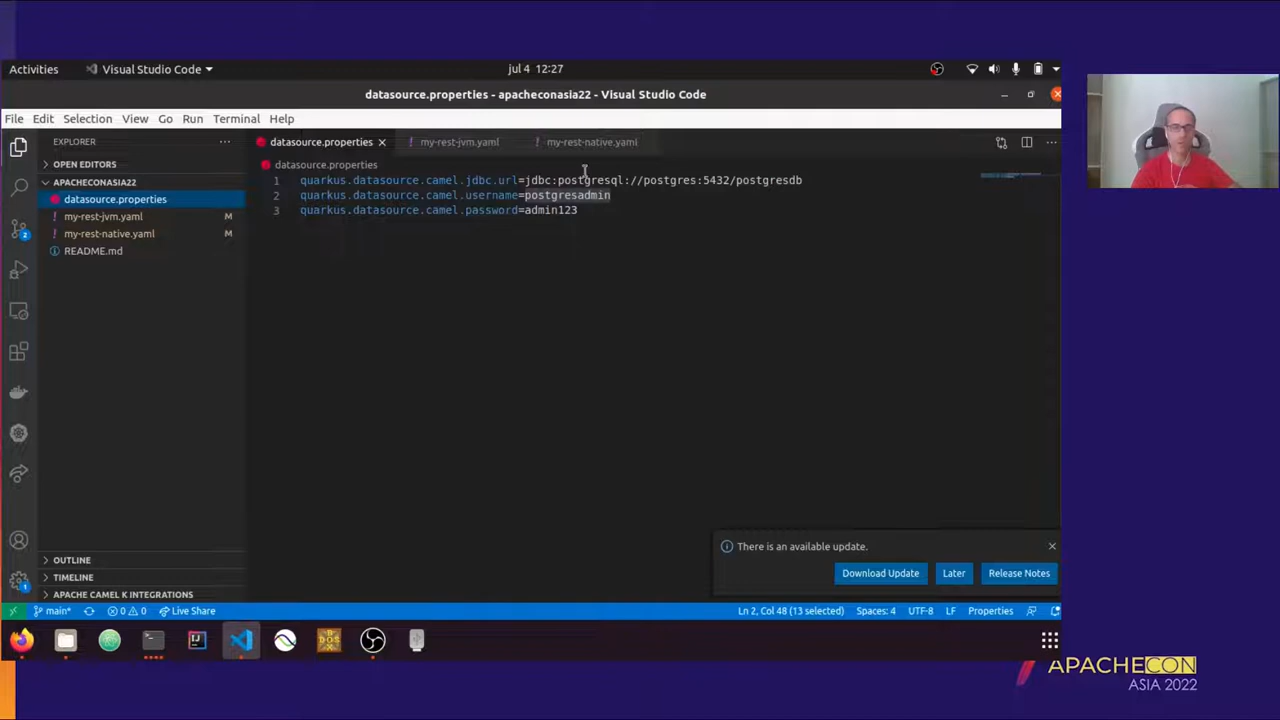 Activities
Visual Studio Code
jul 4 12:27
datasource.properties - apacheconasia22 - Visual Studio Code
File Edit Selection View Go Run Terminal Help
EXPLORER
datasource.properties
my-rest-jvm.yaml
my-rest-native.yaml
OPEN EDITORS
datasource.properties
APACHECONASIA22
1 quarkus.datasource.camel.jdbc.url=jdbc:postgresql://postgres:5432/postgresdb
2 quarkus.datasource.camel.username=postgresadmin
3 quarkus.datasource.camel.password=admin123
datasource.properties
my-rest-jvm.yaml M
my-rest-native.yaml M
README.md
2
There is an available update.
Download Update
Later
Release Notes
OUTLINE
TIMELINE
APACHE CAMEL K INTEGRATIONS
1
main*
0 0
Live Share
Ln 2, Col 48 (13 selected)
Spaces: 4
UTF-8
LF
Properties
APACHECON
ASIA 2022